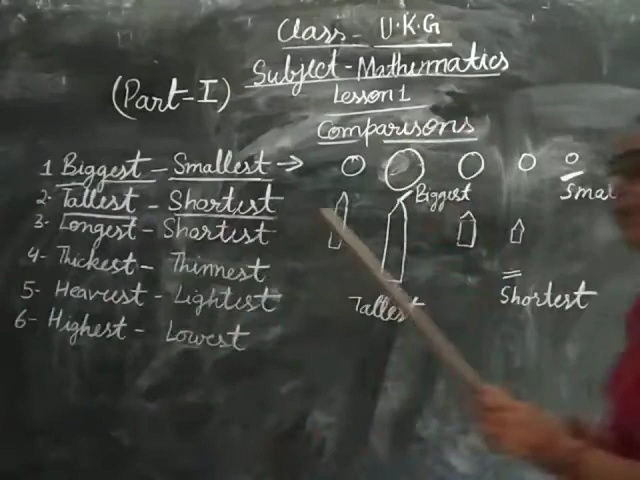 Class- U.K.G
Subject-Mathematics
(Part-I)
Lesson 1
Comparisons
1 Biggest - Smallest →
Biggest
Smal
2- Tallest - Shortest
3- Longest - Shortest
4- Thickest - Thinnest
5- Heaviest - Lightest
Tallest
Shortest
6- Highest - Lowest